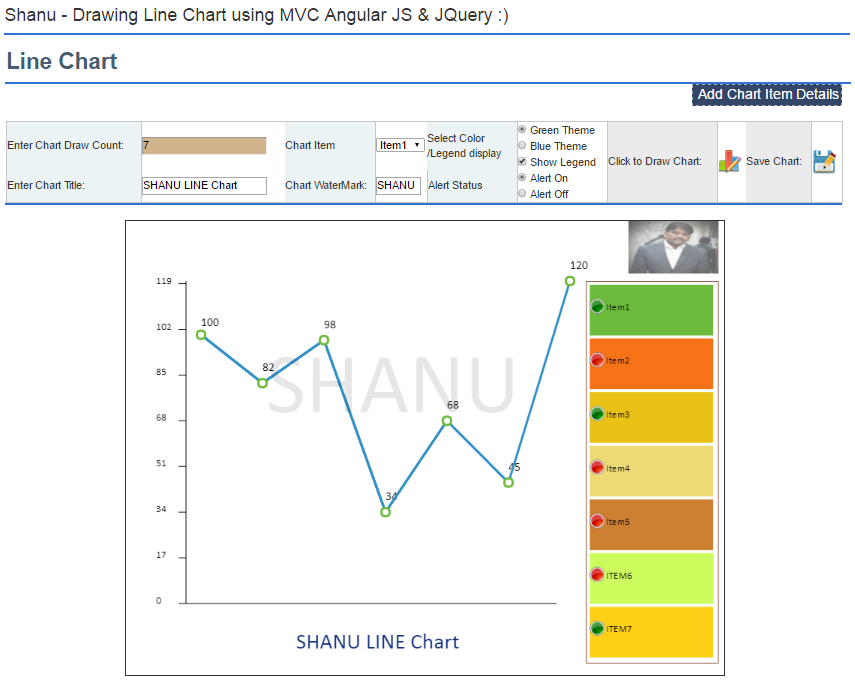 Shanu - Drawing Line Chart using MVC Angular JS & JQuery :)
Line Chart
Add Chart Item Details
Enter Chart Draw Count:
7
Chart Item
Item1
Select Color
/Legend display
Green Theme
Blue Theme
Show Legend
Click to Draw Chart:
Save Chart:
Enter Chart Title:
SHANU LINE Chart
Chart WaterMark:
SHANU
Alert Status
Alert On
Alert Off
120
119
100
102
98
85
82
SHANU
68
68
51
45
34
34
17
0
Item1
Item2
Item3
Item4
Item5
ITEM6
ITEM7
SHANU LINE Chart